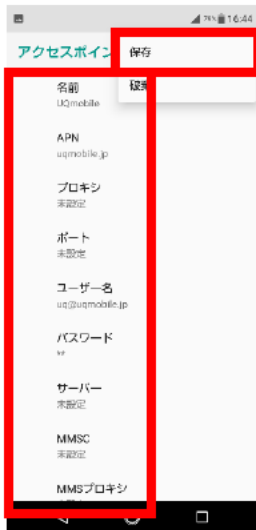 16:44
アクセスポイン
保存
破棄
名前
UQmobile
APN
uqmobile.jp
プロキシ
未設定
ポート
未設定
ユーザー名
uq@uqmobile.jp
パスワード
**
サーバー
未設定
MMSC
未設定
MMSプロキシ